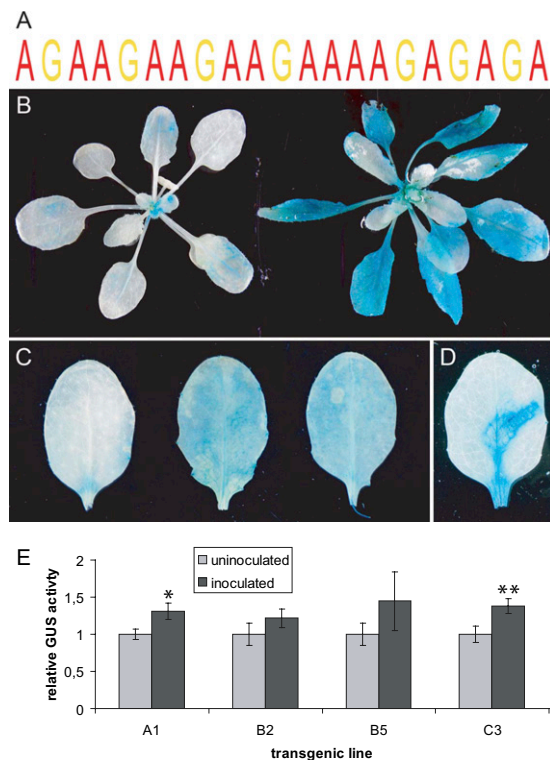 A
AGAAGAAGAAGAAAAGAGAGA
B
C
D
E
uninoculated
inoculated
relative GUS activty
2
1,5
1
0,5
0
*
**
A1 B2 B5 C3
transgenic line